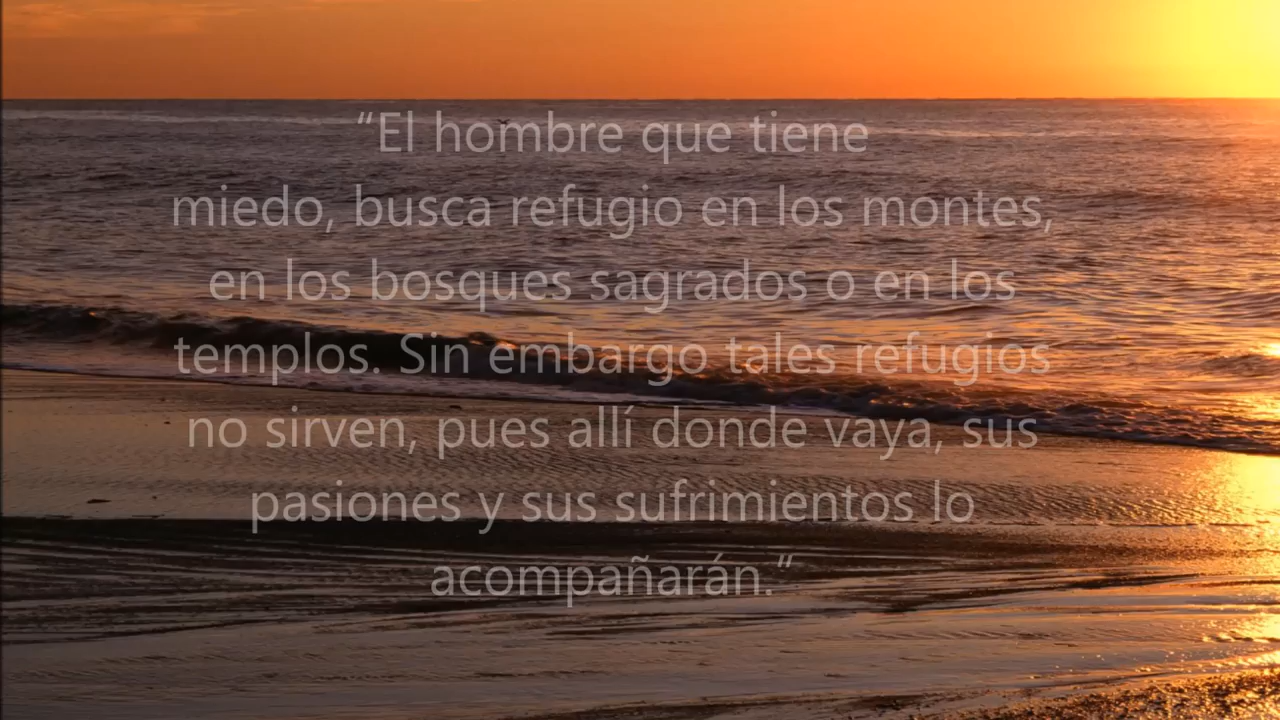 “El hombre que tiene
miedo, busca refugio en los montes,
en los bosques sagrados o en los
templos. Sin embargo tales refugios
no sirven, pues allí donde vaya, sus
pasiones y sus sufrimientos lo
acompañarán.“